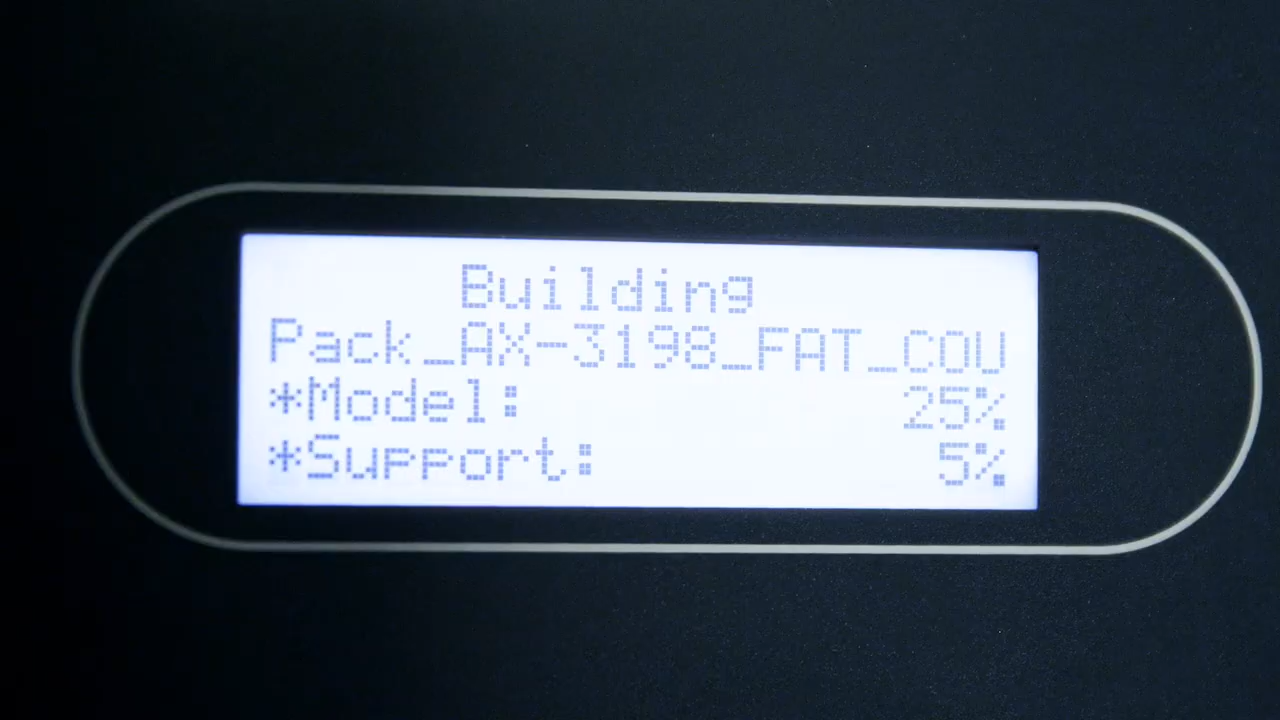 Building
Pack_AX-3198_FAT_COU
*Model: 25%
*Support: 5%